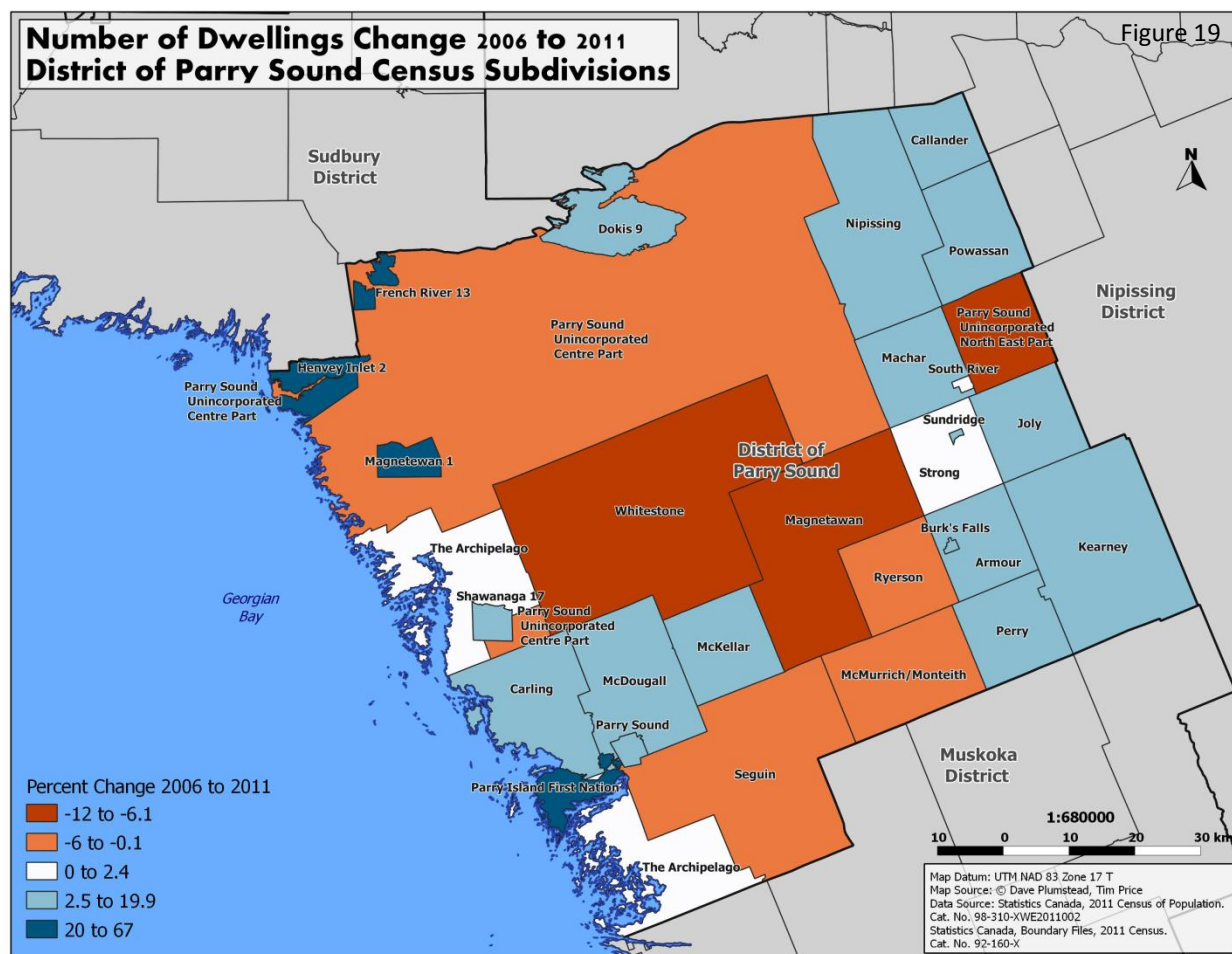 Figure 19
Number of Dwellings Change 2006 to 2011
District of Parry Sound Census Subdivisions
N
Sudbury
District
Callander
Dokis 9
Nipissing
Powassan
French River 13
Nipissing
District
Parry Sound
Unincorporated
North East Part
Parry Sound
Unincorporated
Centre Part
Machar
South River
Henvey Inlet 2
Parry Sound
Unincorporated
Centre Part
Sundridge
Joly
District of
Parry Sound
Magnetewan 1
Strong
Whitestone
Magnetawan
Burk's Falls
The Archipelago
Kearney
Armour
Ryerson
Shawanaga 17
Georgian
Bay
Parry Sound
Unincorporated
Centre Part
Perry
McKellar
McMurrich/Monteith
McDougall
Carling
Parry Sound
Muskoka
District
Seguin
Parry Island First Nation
The Archipelago
Percent Change 2006 to 2011
-12 to -6.1
-6 to -0.1
0 to 2.4
2.5 to 19.9
20 to 67
1:680000
10 0 10 20 30 km
Map Datum: UTM NAD 83 Zone 17 T
Map Source: © Dave Plumstead, Tim Price
Data Source: Statistics Canada, 2011 Census of Population.
Cat. No. 98-310-XWE2011002
Statistics Canada, Boundary Files, 2011 Census.
Cat. No. 92-160-X